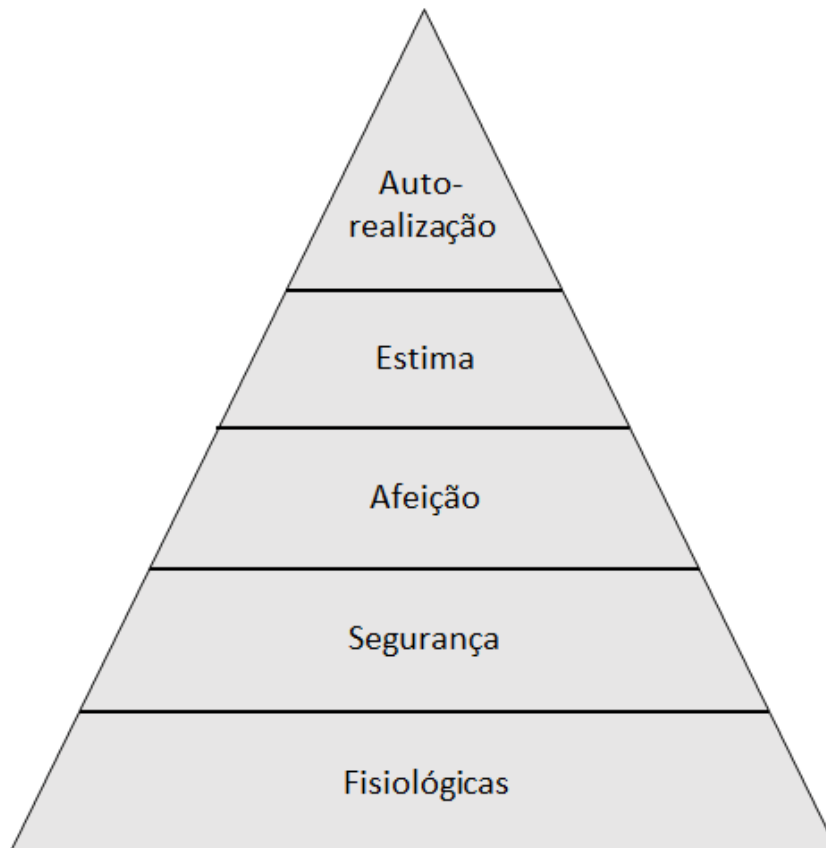 Auto-
realização
Estima
Afeição
Segurança
Fisiológicas